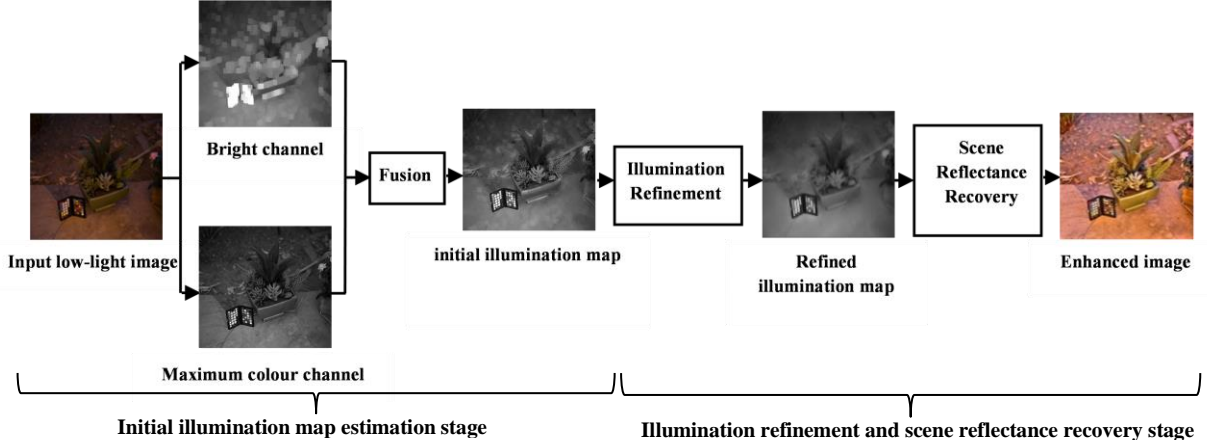 Bright channel
Input low-light image
Maximum colour channel
Fusion
initial illumination map
Illumination
Refinement
Refined
illumination map
Scene
Reflectance
Recovery
Enhanced image
Initial illumination map estimation stage
Illumination refinement and scene reflectance recovery stage